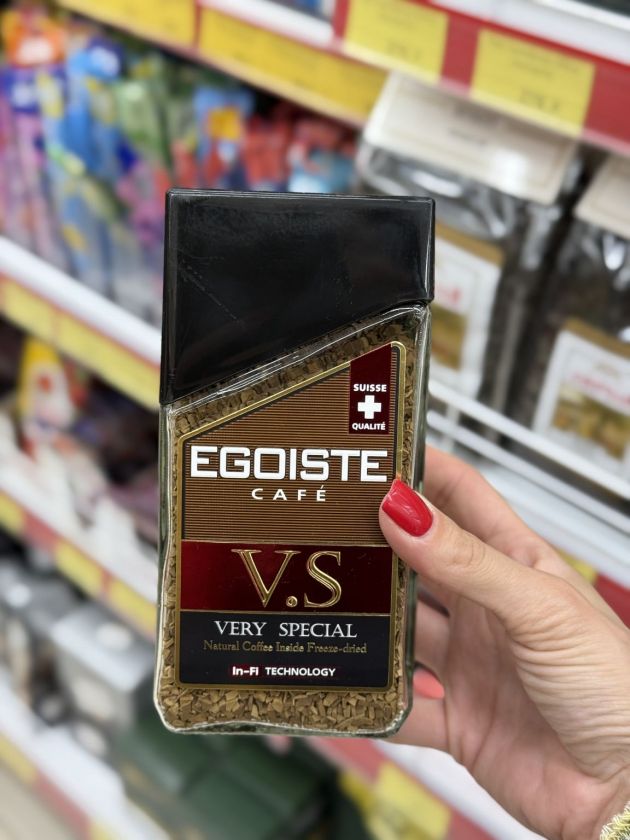 SUISSE
QUALITÉ
EGOISTE
CAFÉ
V.S
VERY SPECIAL
Natural Coffee Inside Freeze-dried
In-Fi TECHNOLOGY